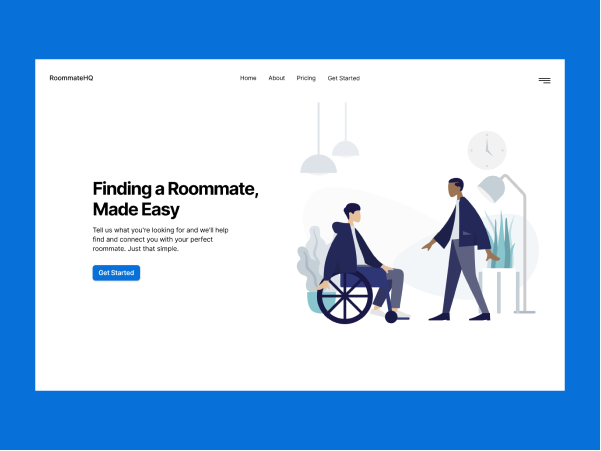 RoommateHQ
Home About Pricing Get Started
Finding a Roommate,
Made Easy
Tell us what you're looking for and we'll help
find and connect you with your perfect
roommate. Just that simple.
Get Started